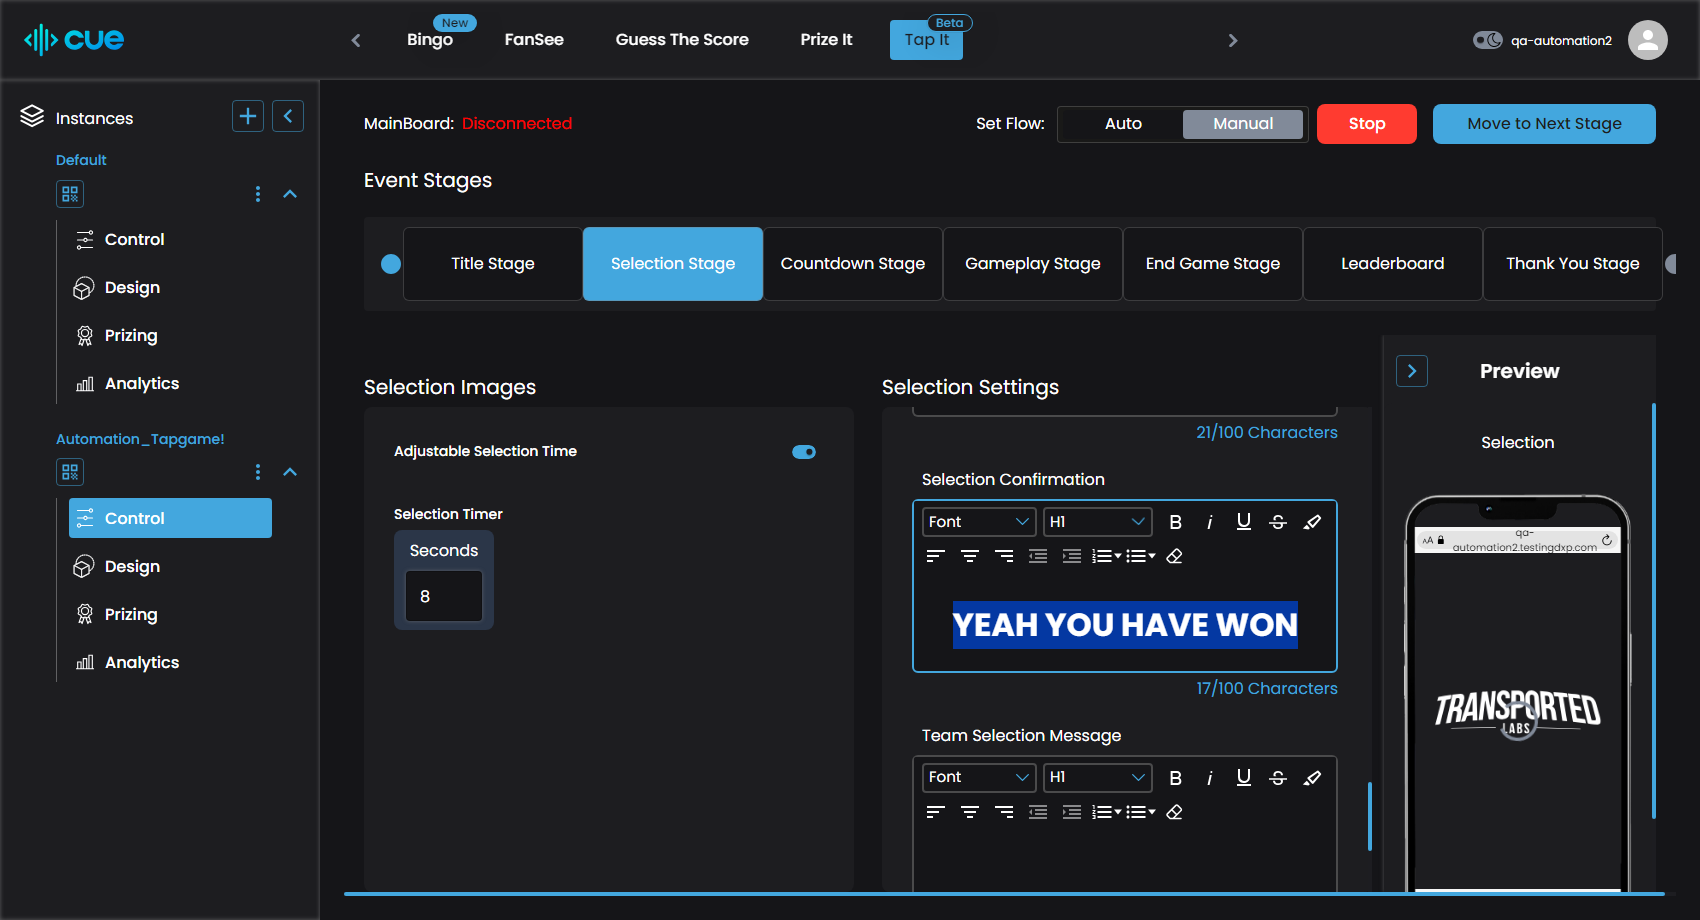 cue
Bingo
New
FanSee
Guess The Score
Prize It
Tap It
Beta
qa-automation2
Instances
Default
Control
Design
Prizing
Analytics
Automation_Tapgame!
Control
Design
Prizing
Analytics
MainBoard: Disconnected
Set Flow:
Auto
Manual
Stop
Move to Next Stage
Event Stages
Title Stage
Selection Stage
Countdown Stage
Gameplay Stage
End Game Stage
Leaderboard
Thank You Stage
Selection Images
Adjustable Selection Time
Selection Timer
Seconds
8
Selection Settings
21/100 Characters
Selection Confirmation
Font
H1
B i U S
YEAH YOU HAVE WON
17/100 Characters
Team Selection Message
Font
H1
B i U S
Preview
Selection
AA
qa-
automation2.testingdxp.com
TRANSPORTED
LABS